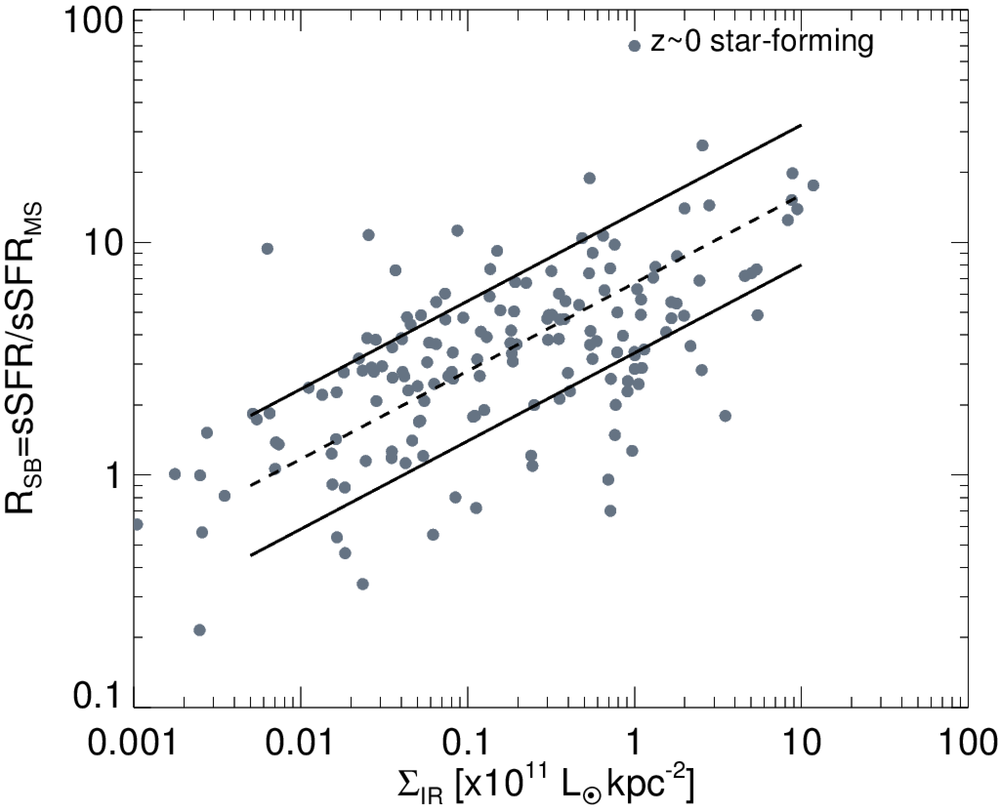 100
z~0 star-forming
10
1
0.1
R_SB=sSFR/sSFR_MS
0.001 0.01 0.1 1 10 100
Σ_IR [x10^11 L_⊙ kpc^-2]